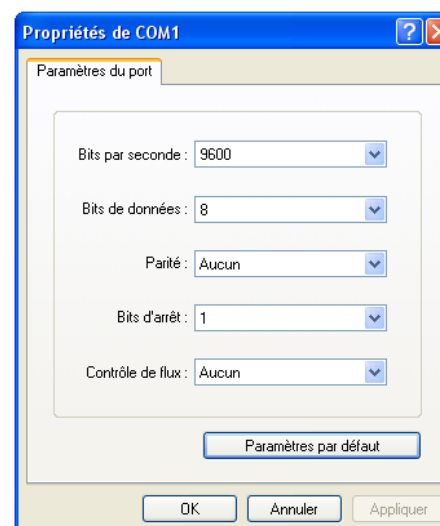 Propriétés de COM1
Paramètres du port
Bits par seconde : 9600
Bits de données : 8
Parité : Aucun
Bits d'arrêt : 1
Contrôle de flux : Aucun
Paramètres par défaut
OK Annuler Appliquer